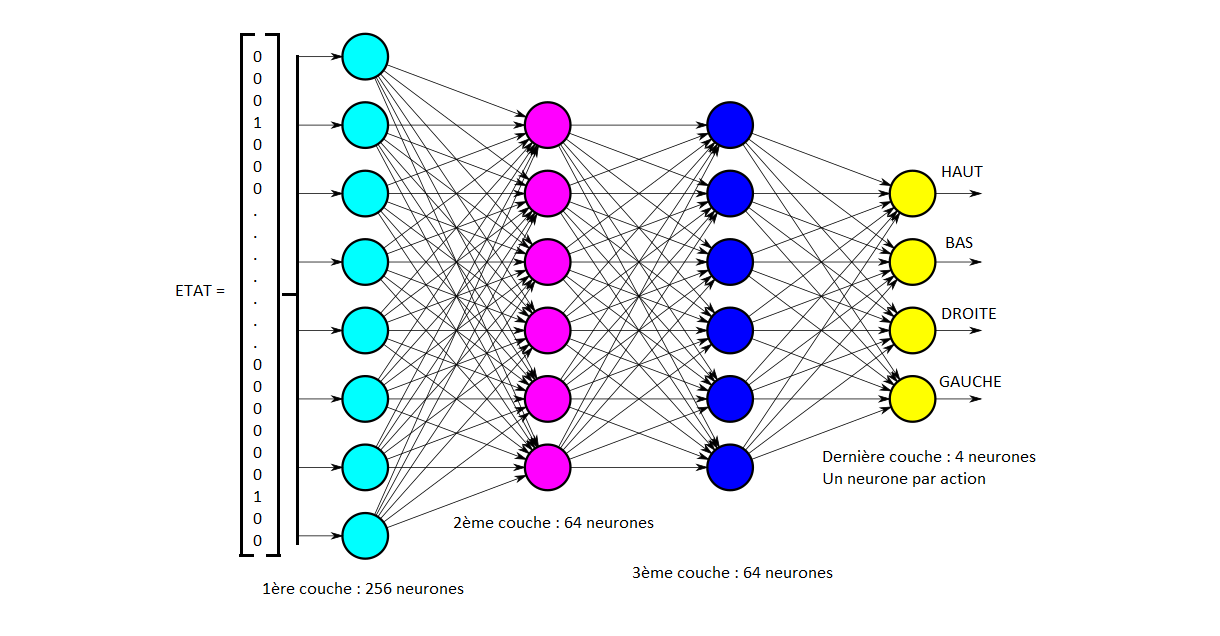 ETAT =
0
0
0
1
0
0
0
.
.
.
.
.
.
.
0
0
0
0
0
0
1
0
0
HAUT
BAS
DROITE
GAUCHE
Dernière couche : 4 neurones
Un neurone par action
2ème couche : 64 neurones
3ème couche : 64 neurones
1ère couche : 256 neurones